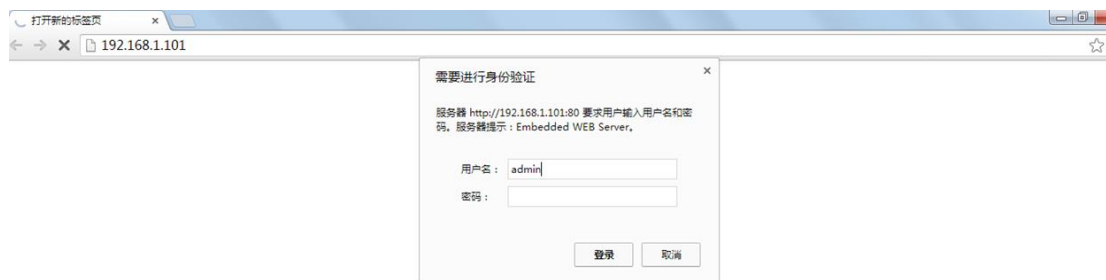 打开新的标签页
192.168.1.101
需要进行身份验证
服务器 http://192.168.1.101:80 要求用户输入用户名和密
码。服务器提示：Embedded WEB Server。
用户名： admin
密码：
登录 取消